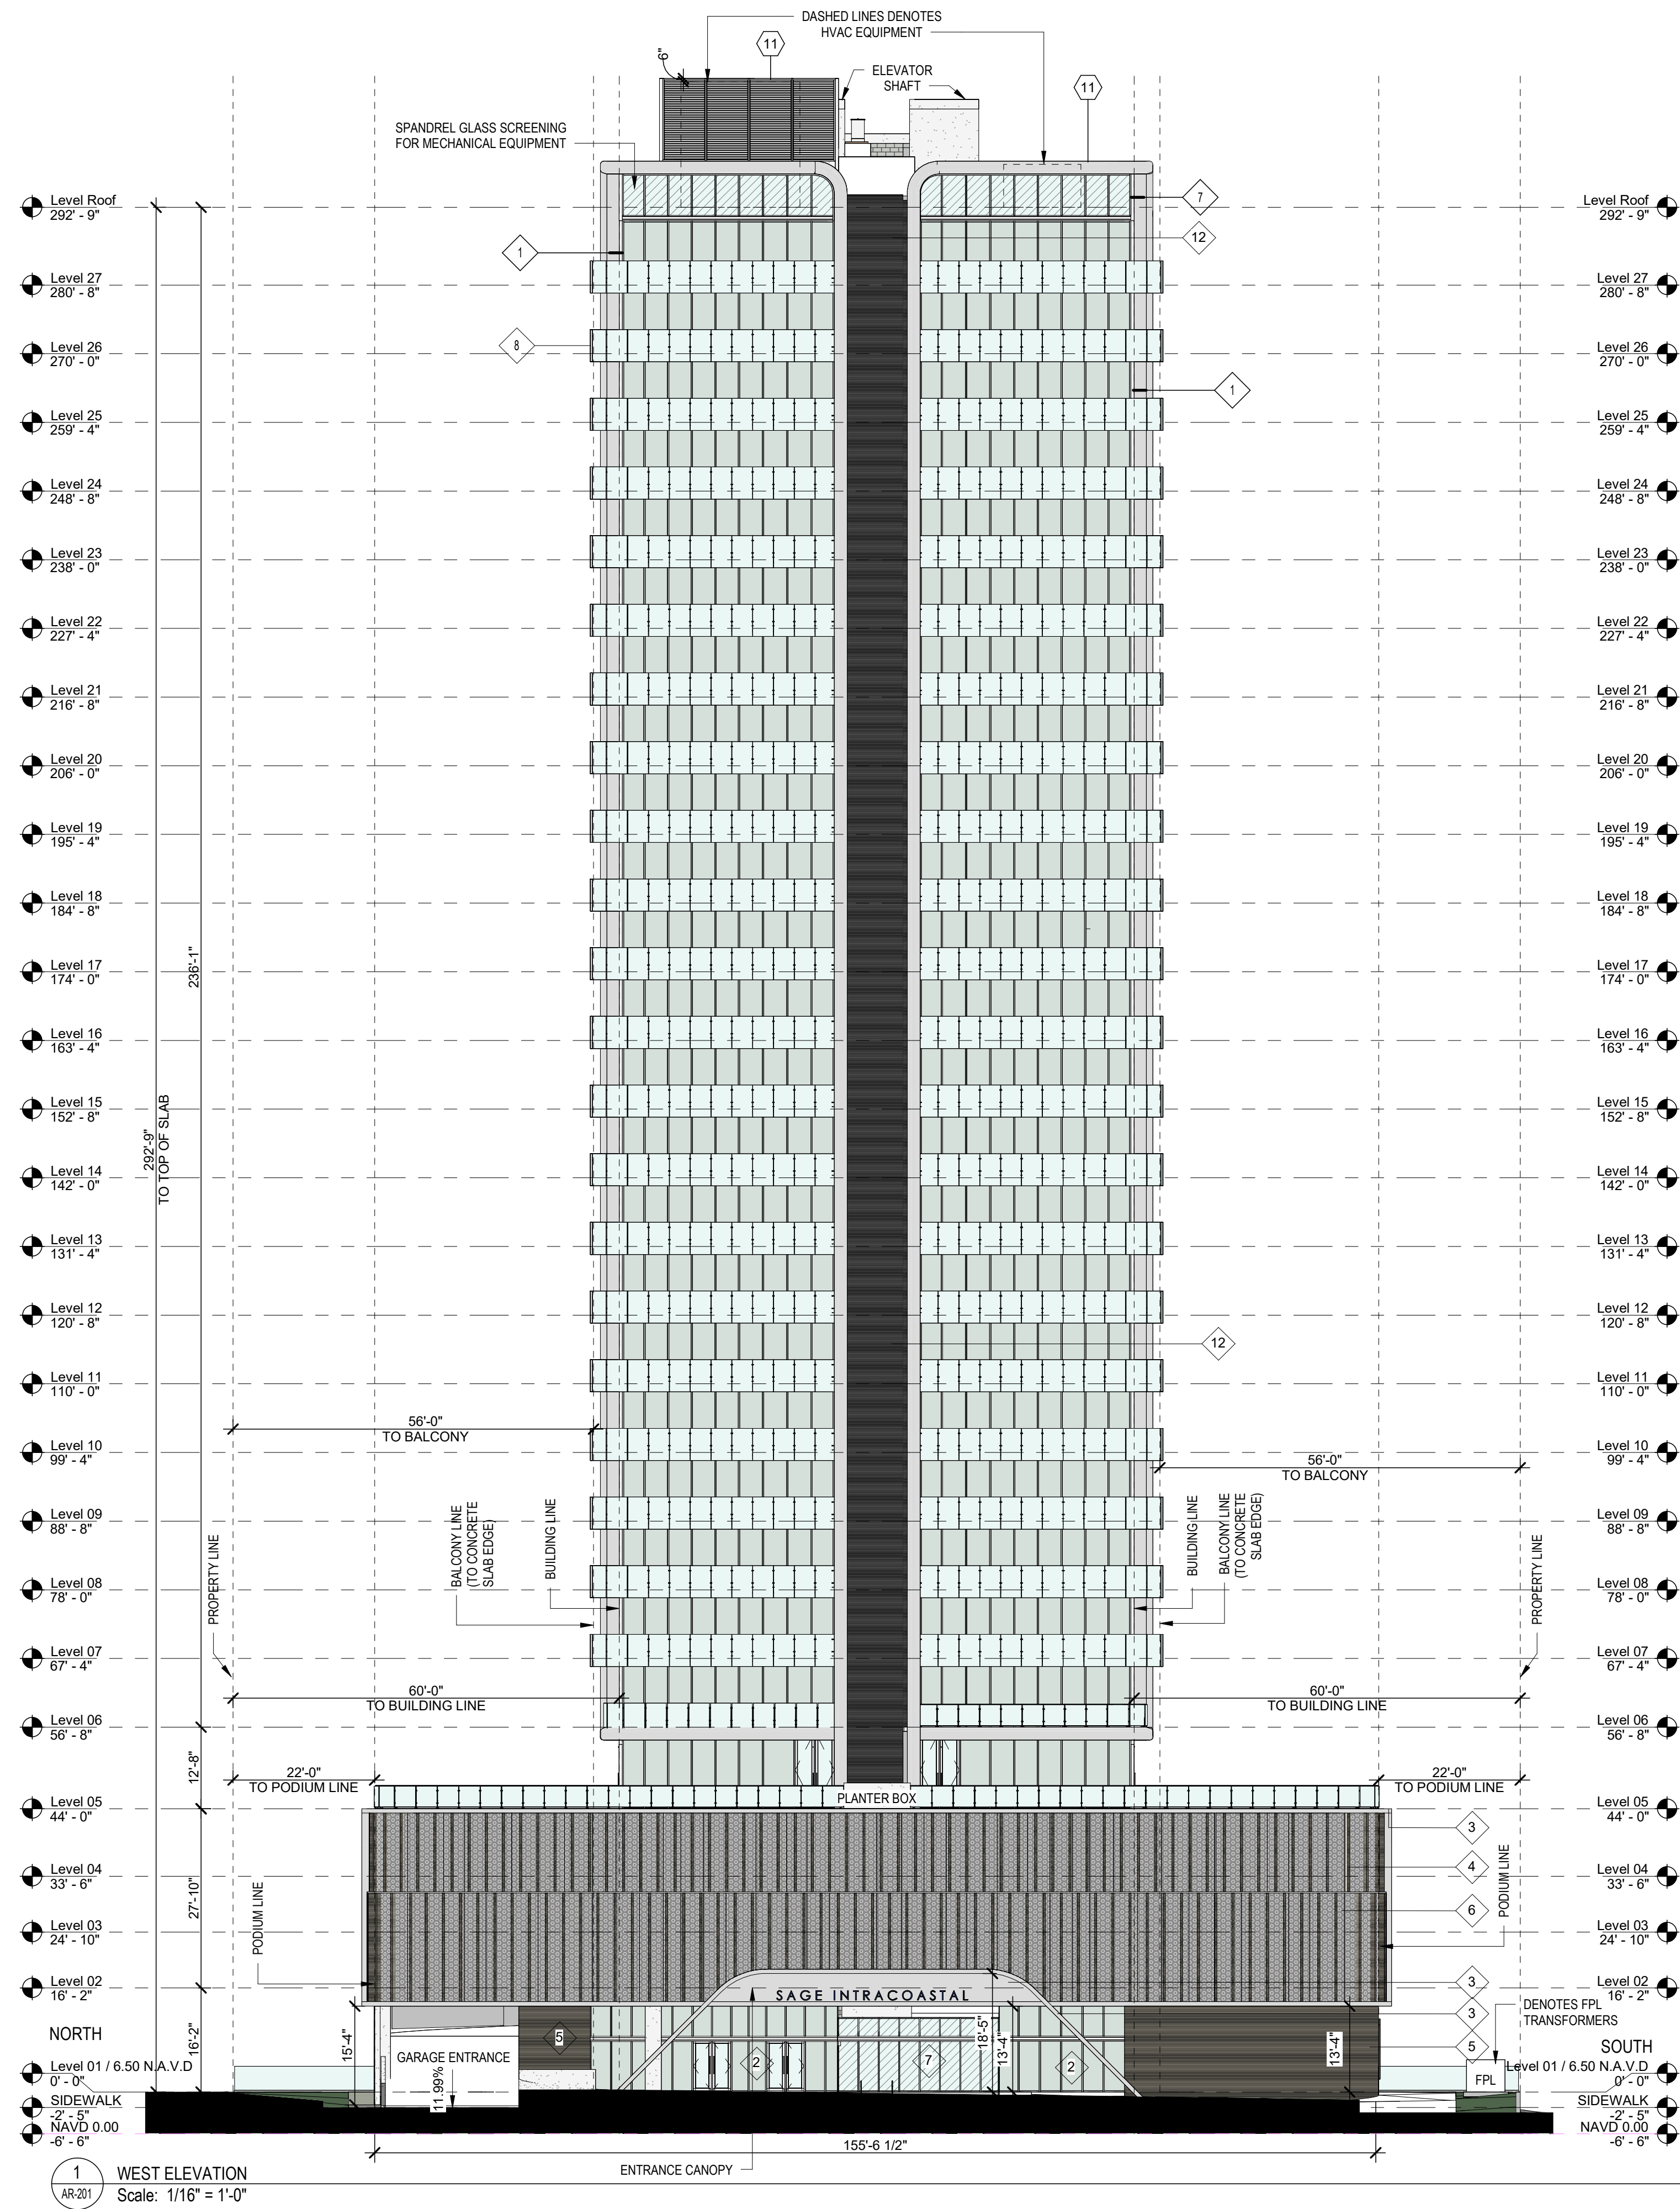 DASHED LINES DENOTES
HVAC EQUIPMENT
11
6"
ELEVATOR
SHAFT
11
SPANDREL GLASS SCREENING
FOR MECHANICAL EQUIPMENT
Level Roof
292' - 9"
Level Roof
292' - 9"
7
12
1
Level 27
280' - 8"
Level 27
280' - 8"
8
Level 26
270' - 0"
Level 26
270' - 0"
1
Level 25
259' - 4"
Level 25
259' - 4"
Level 24
248' - 8"
Level 24
248' - 8"
Level 23
238' - 0"
Level 23
238' - 0"
Level 22
227' - 4"
Level 22
227' - 4"
Level 21
216' - 8"
Level 21
216' - 8"
Level 20
206' - 0"
Level 20
206' - 0"
Level 19
195' - 4"
Level 19
195' - 4"
Level 18
184' - 8"
Level 18
184' - 8"
236'-1"
Level 17
174' - 0"
Level 17
174' - 0"
Level 16
163' - 4"
Level 16
163' - 4"
Level 15
152' - 8"
Level 15
152' - 8"
292'-9"
TO TOP OF SLAB
Level 14
142' - 0"
Level 14
142' - 0"
Level 13
131' - 4"
Level 13
131' - 4"
Level 12
120' - 8"
Level 12
120' - 8"
12
Level 11
110' - 0"
Level 11
110' - 0"
56'-0"
TO BALCONY
Level 10
99' - 4"
Level 10
99' - 4"
56'-0"
TO BALCONY
Level 09
88' - 8"
Level 09
88' - 8"
PROPERTY LINE
BALCONY LINE
(TO CONCRETE
SLAB EDGE)
BUILDING LINE
BUILDING LINE
BALCONY LINE
(TO CONCRETE
SLAB EDGE)
PROPERTY LINE
Level 08
78' - 0"
Level 08
78' - 0"
Level 07
67' - 4"
Level 07
67' - 4"
60'-0"
TO BUILDING LINE
60'-0"
TO BUILDING LINE
Level 06
56' - 8"
Level 06
56' - 8"
12'-8"
22'-0"
TO PODIUM LINE
22'-0"
TO PODIUM LINE
PLANTER BOX
Level 05
44' - 0"
Level 05
44' - 0"
3
4
Level 04
33' - 6"
Level 04
33' - 6"
27'-10"
PODIUM LINE
6
PODIUM LINE
Level 03
24' - 10"
Level 03
24' - 10"
3
Level 02
16' - 2"
Level 02
16' - 2"
SAGE INTRACOASTAL
3
DENOTES FPL
TRANSFORMERS
NORTH
16'-2"
15'-4"
5
GARAGE ENTRANCE
11.99%
2
7
18'-5"
13'-4"
2
13'-4"
5
SOUTH
FPL
Level 01 / 6.50 N.A.V.D
0' - 0"
Level 01 / 6.50 N.A.V.D
0' - 0"
SIDEWALK
-2' - 5"
SIDEWALK
-2' - 5"
NAVD 0.00
-6' - 6"
NAVD 0.00
-6' - 6"
155'-6 1/2"
ENTRANCE CANOPY
1
AR-201
WEST ELEVATION
Scale: 1/16" = 1'-0"